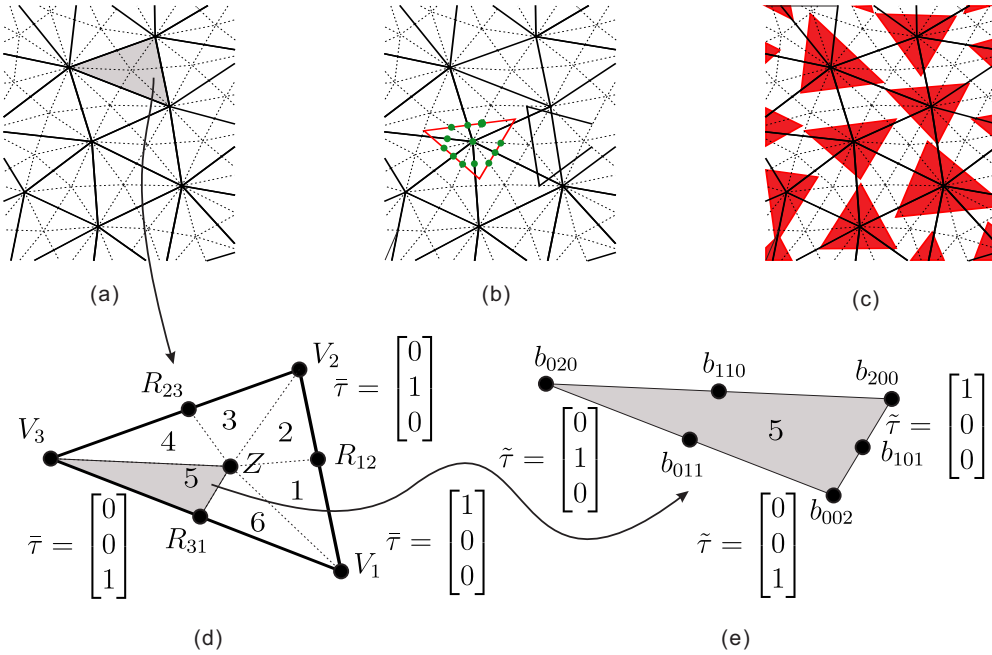 (a)
(b)
(c)
V₂
τ̄ = [0 1 0]
R₂₃
3
4
2
V₃
Z
R₁₂
5
1
6
R₃₁
τ̄ = [0 0 1]
τ̄ = [1 0 0]
V₁
(d)
b₀₂₀
b₁₁₀
b₂₀₀
τ̃ = [1 0 0]
5
τ̃ = [0 1 0]
b₀₁₁
b₁₀₁
b₀₀₂
τ̃ = [0 0 1]
(e)